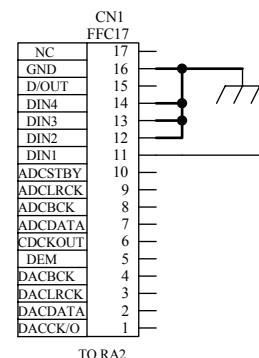 CN1
FFC17
NC 17
GND 16
D/OUT 15
DIN4 14
DIN3 13
DIN2 12
DIN1 11
ADCSTBY 10
ADCLRCK 9
ADCBCK 8
ADCDATA 7
CDCKOUT 6
DEM 5
DACBCK 4
DACLRCK 3
DACDATA 2
DACCK/O 1
TO RA2